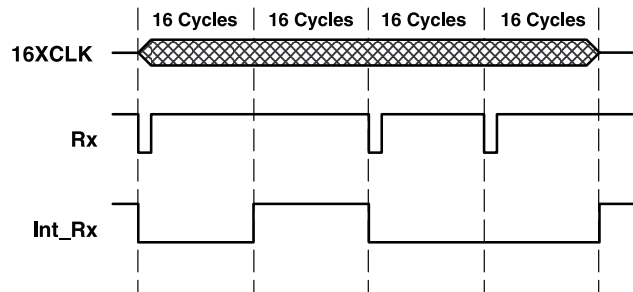 16 Cycles 16 Cycles 16 Cycles 16 Cycles
16XCLK
Rx
Int_Rx